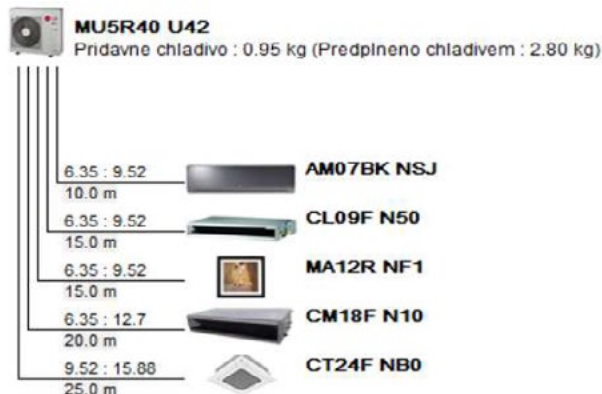 MU5R40 U42
Pridavne chladivo : 0.95 kg (Predplneno chladivem : 2.80 kg)
6.35 : 9.52
AM07BK NSJ
10.0 m
6.35 : 9.52
CL09F N50
15.0 m
6.35 : 9.52
MA12R NF1
15.0 m
6.35 : 12.7
CM18F N10
20.0 m
9.52 : 15.88
CT24F NB0
25.0 m